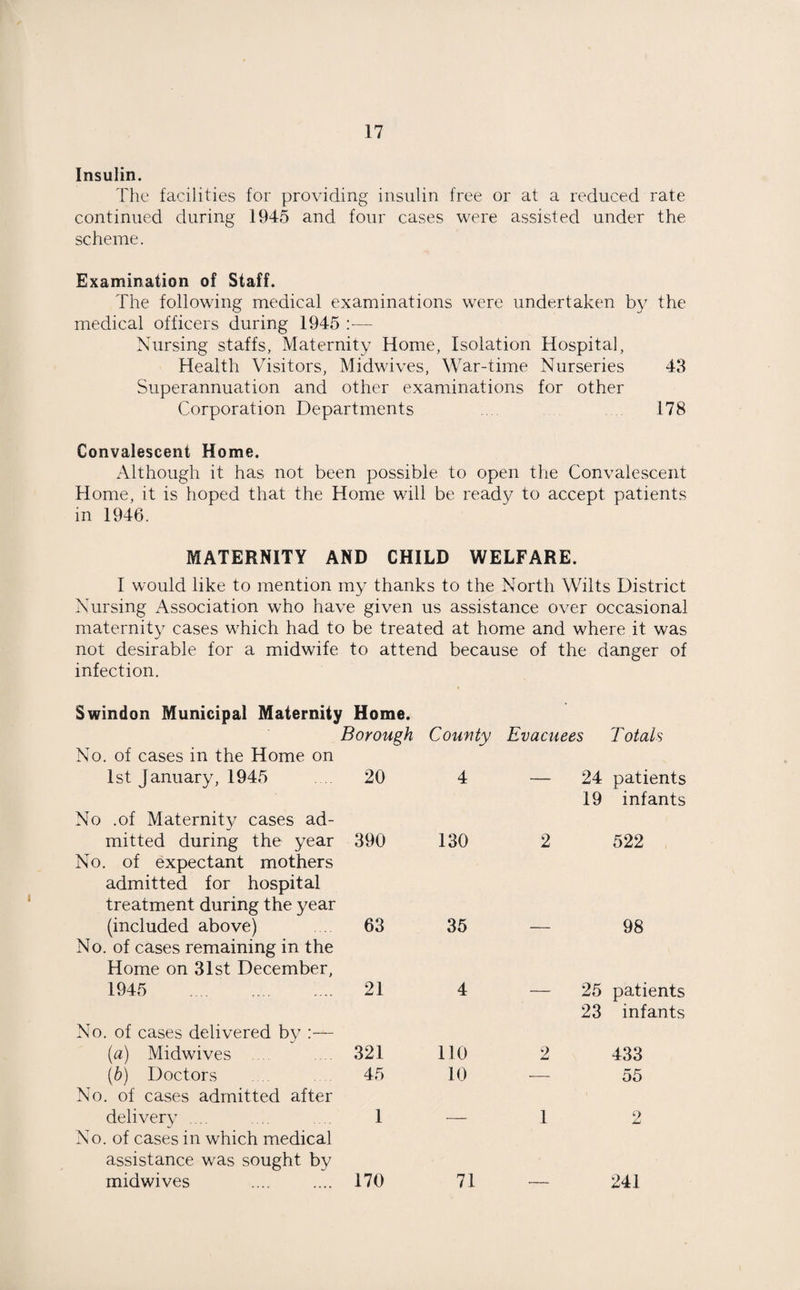 17
Insulin.
The facilities for providing insulin free or at a reduced rate
continued during 1945 and four cases were assisted under the
scheme.
Examination of Staff.
The following medical examinations were undertaken by the
medical officers during 1945 :—
Nursing staffs, Maternity Home, Isolation Hospital,
Health Visitors, Midwives, War-time Nurseries 43
Superannuation and other examinations for other
Corporation Departments .... .... 178
Convalescent Home.
Although it has not been possible to open the Convalescent
Home, it is hoped that the Home will be ready to accept patients
in 1946.
MATERNITY AND CHILD WELFARE.
I would like to mention my thanks to the North Wilts District
Nursing Association who have given us assistance over occasional
maternity cases which had to be treated at home and where it was
not desirable for a midwife to attend because of the danger of
infection.
Swindon Municipal Maternity Home.
Borough County Evacuees Totals
No. of cases in the Home on
1st January, 1945 .... 20 4 — 24 patients
19 infants
No .of Maternity cases ad-
mitted during the year 390 130 2 522
No. of expectant mothers
admitted for hospital
treatment during the year
(included above) .... 63 35 — 98
No. of cases remaining in the
Home on 31st December,
1945 .... .... .... 21 4 — 25 patients
23 infants
No. of cases delivered by :—
(a) Midwives .... .... 321 110 2 433
(b) Doctors .... .... 45 10 — 55
No. of cases admitted after
delivery .... .... .... 1 — 1 2
No. of cases in which medical
assistance was sought by
midwives .... .... 170 71 — 241